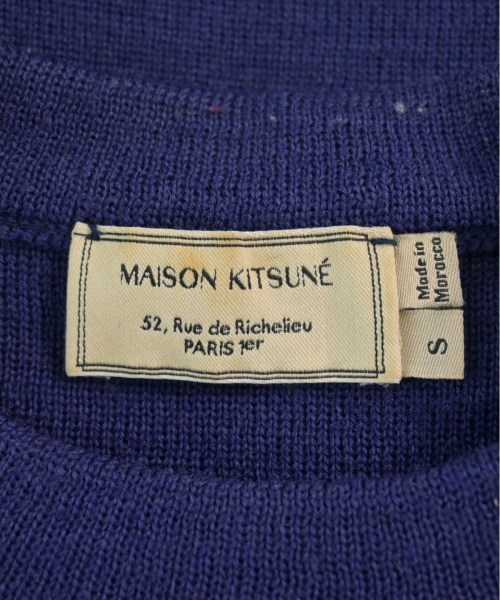 MAISON KITSUNÉ
52, Rue de Richelieu
PARIS 1er
Made in
Morocco
S